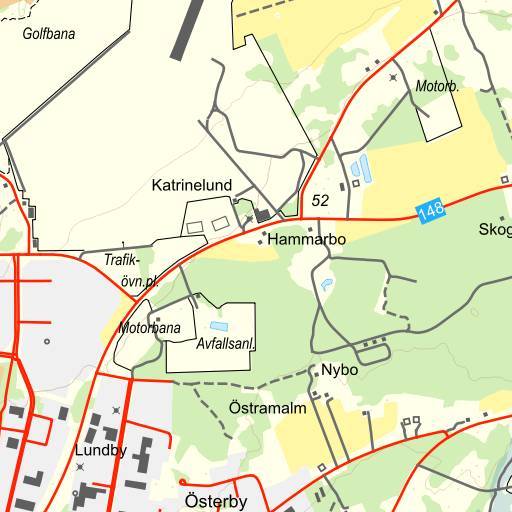 Golfbana
Motorb.
Katrinelund
52
148
Skog
Hammarbo
Trafik-
övn.pl.
Motorbana
Avfallsanl.
Nybo
Östramalm
Lundby
Österby